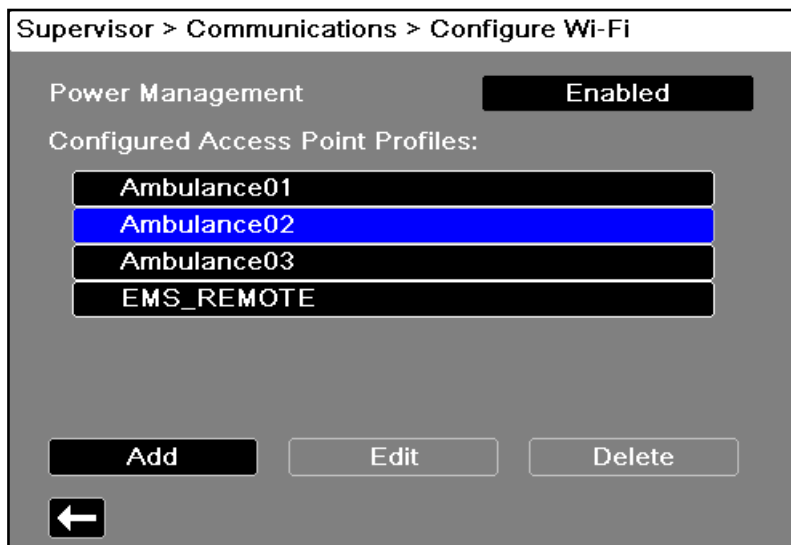 Supervisor > Communications > Configure Wi-Fi
Power Management Enabled
Configured Access Point Profiles:
Ambulance01
Ambulance02
Ambulance03
EMS_REMOTE
Add Edit Delete